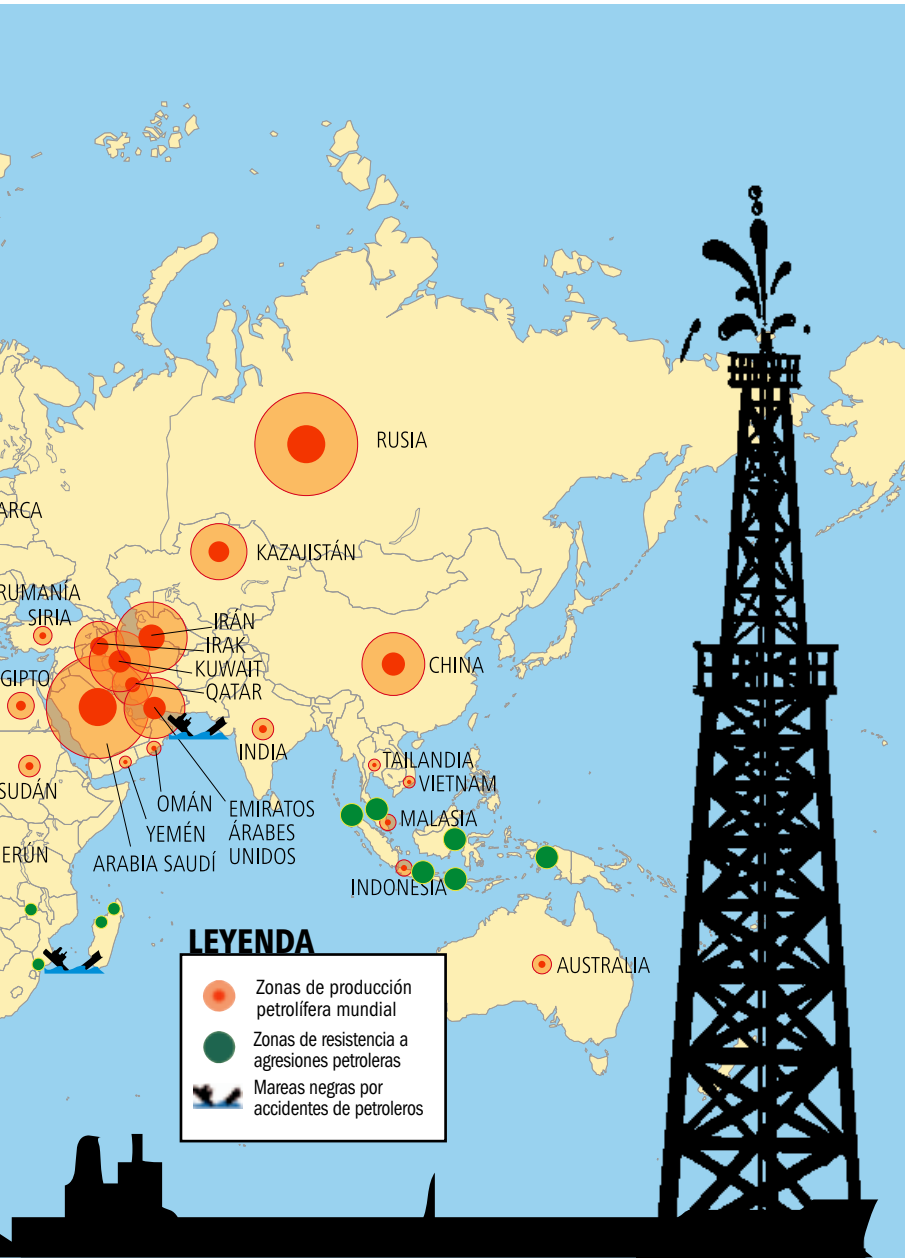 RUSIA
ARCA
KAZAJISTÁN
RUMANÍA
SIRIA
IRÁN
IRAK
KUWAIT
QATAR
CHINA
GIPTO
INDIA
TAILANDIA
VIETNAM
SUDÁN
OMÁN
YEMÉN
ARABIA SAUDÍ
EMIRATOS
ÁRABES
UNIDOS
MALASIA
ERÚN
INDONESIA
AUSTRALIA
LEYENDA
Zonas de producción
petrolífera mundial
Zonas de resistencia a
agresiones petroleras
Mareas negras por
accidentes de petroleros